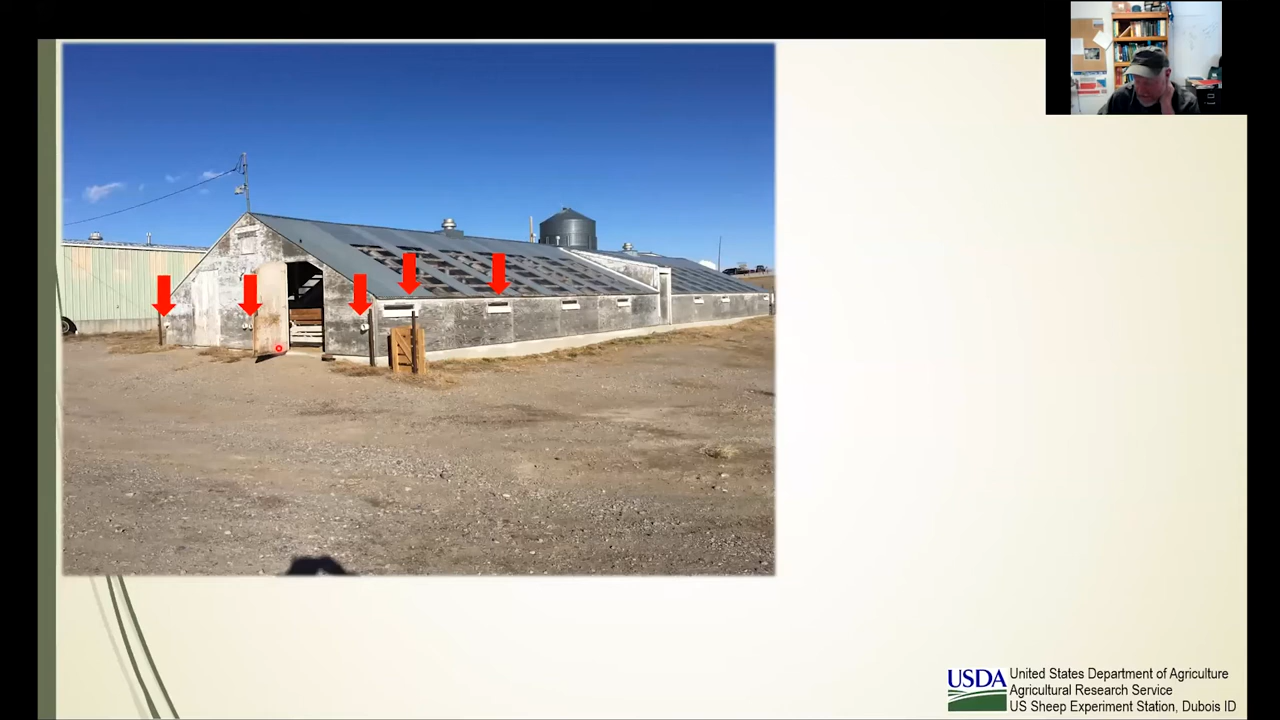 USDA
United States Department of Agriculture
Agricultural Research Service
US Sheep Experiment Station, Dubois ID